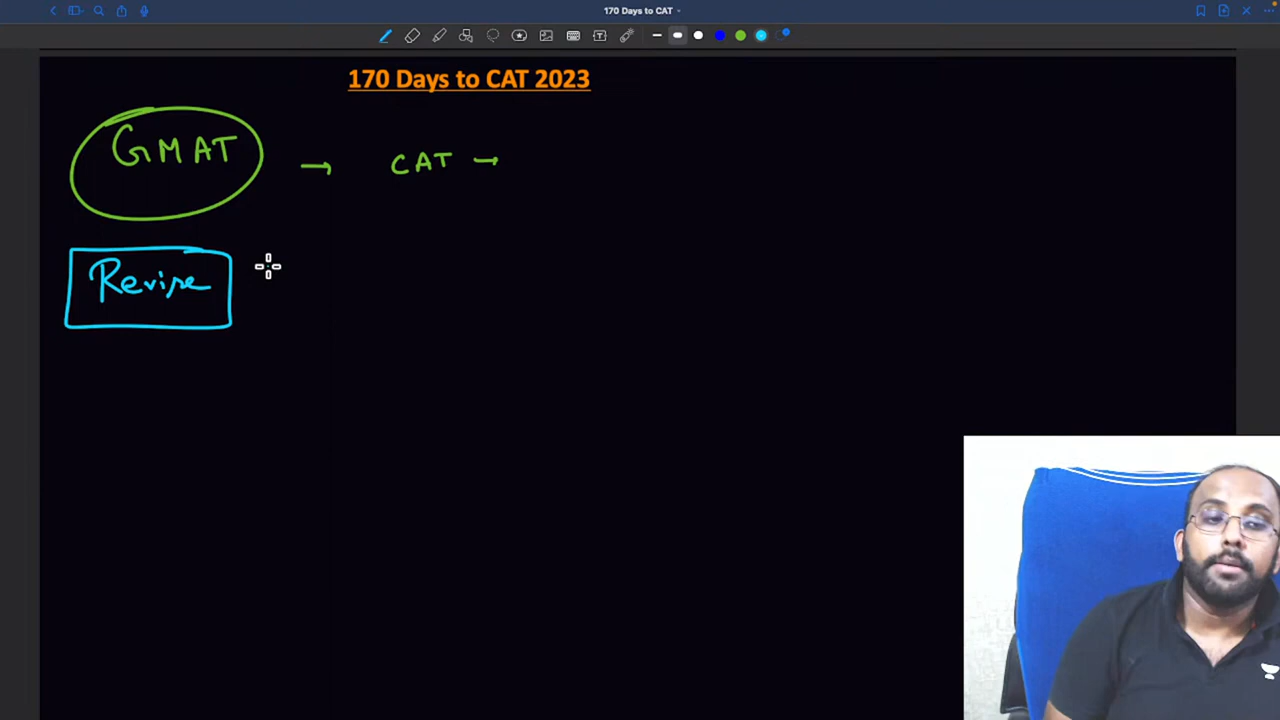 170 Days to CAT
170 Days to CAT 2023
GMAT → CAT →
Revise